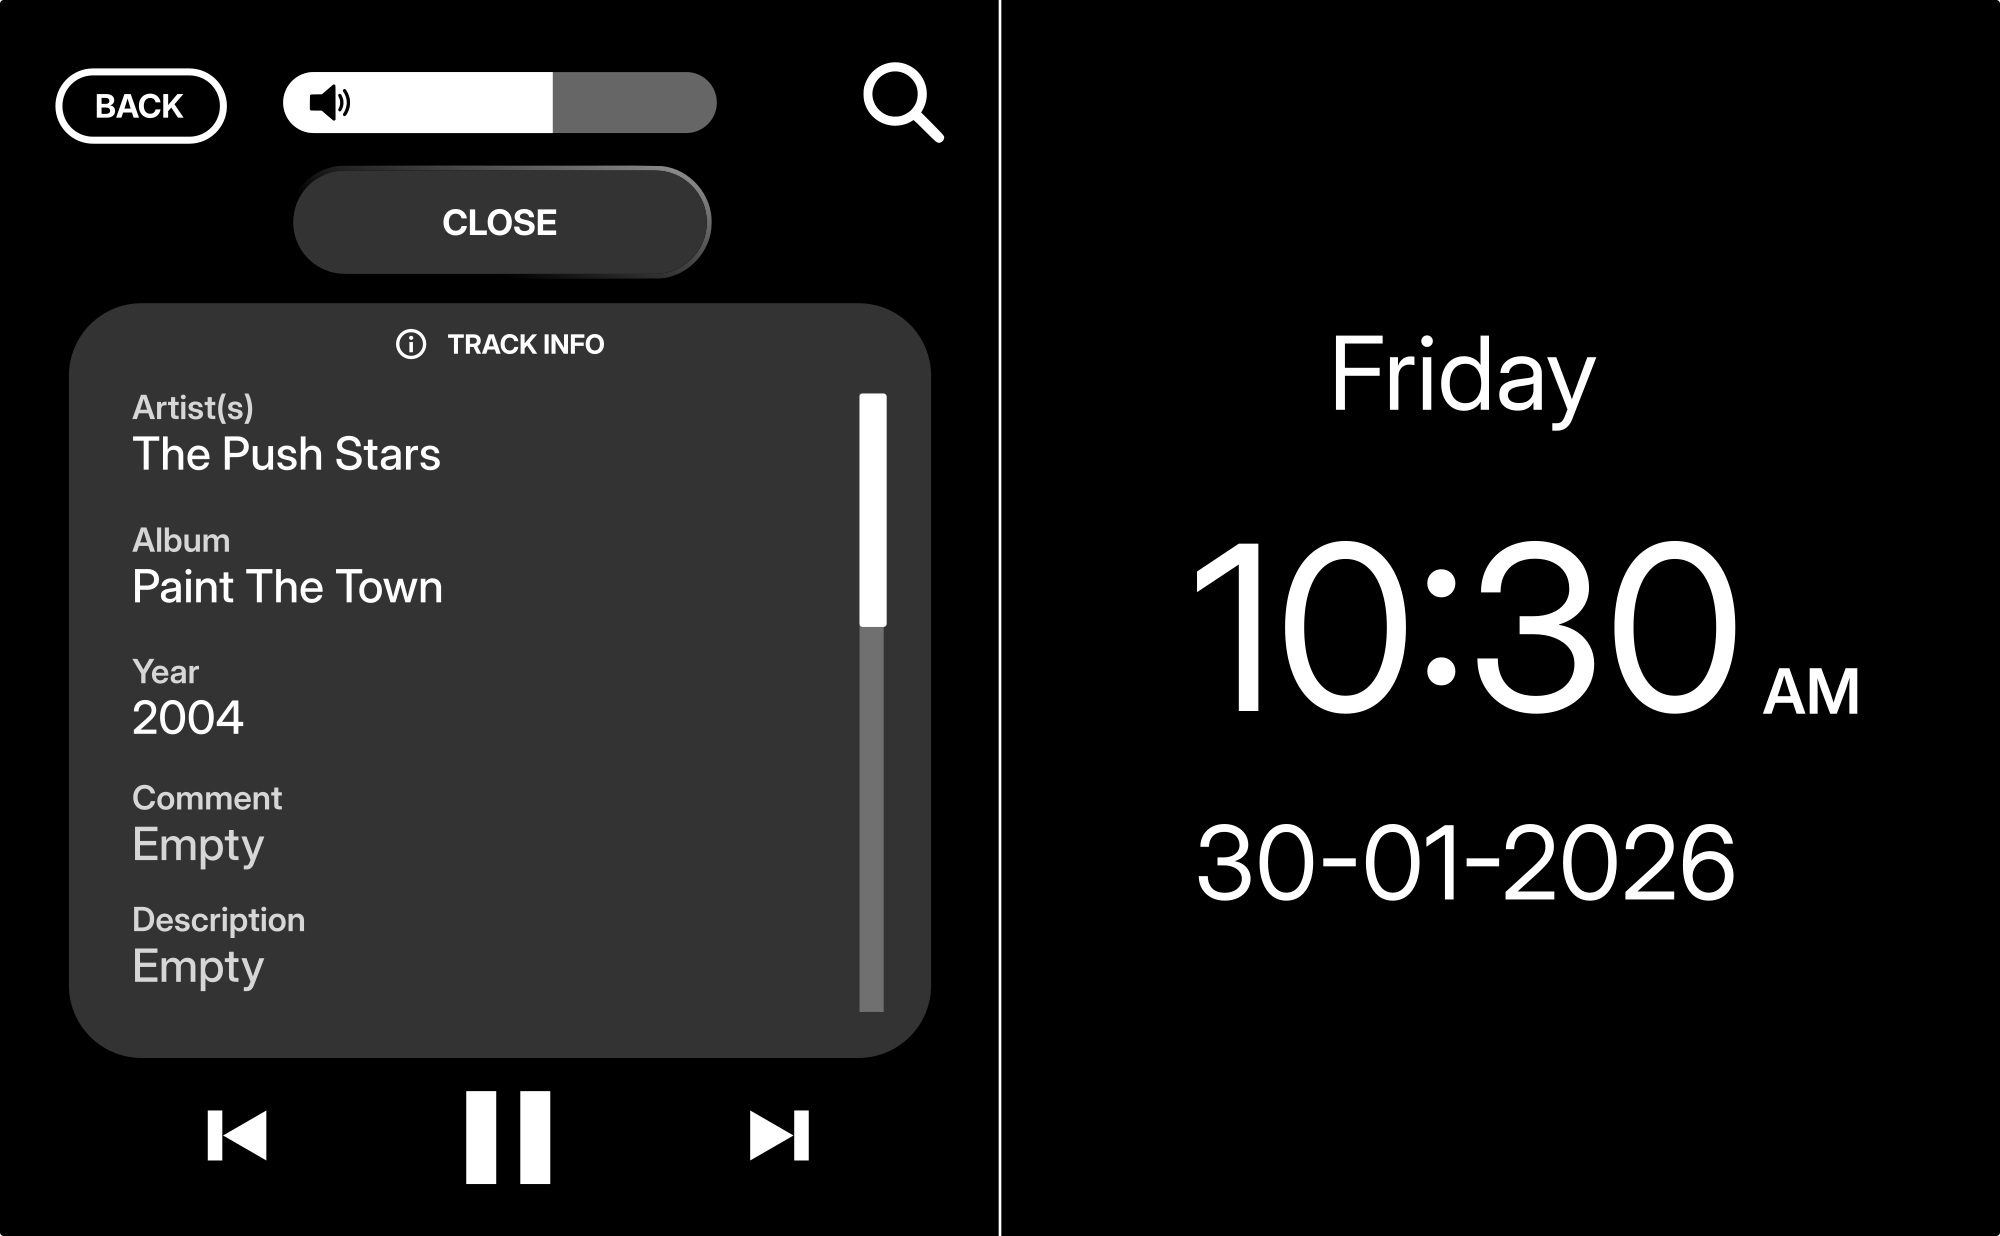 BACK
CLOSE
TRACK INFO
Artist(s)
The Push Stars
Album
Paint The Town
Year
2004
Comment
Empty
Description
Empty
Friday
10:30 AM
30-01-2026